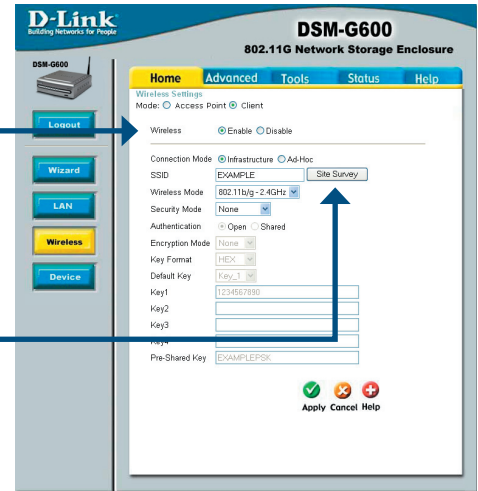 D-Link
Building Networks for People
DSM-G600
802.11G Network Storage Enclosure
DSM-G600
Logout
Wizard
LAN
Wireless
Device
Home Advanced Tools Status Help
Wireless Settings
Mode: Access Point Client
Wireless Enable Disable
Connection Mode Infrastructure Ad-Hoc
SSID EXAMPLE Site Survey
Wireless Mode 802.11b/g - 2.4GHz
Security Mode None
Authentication Open Shared
Encryption Mode None
Key Format HEX
Default Key Key_1
Key1 1234567890
Key2
Key3
Key4
Pre-Shared Key EXAMPLEPSK
Apply Cancel Help